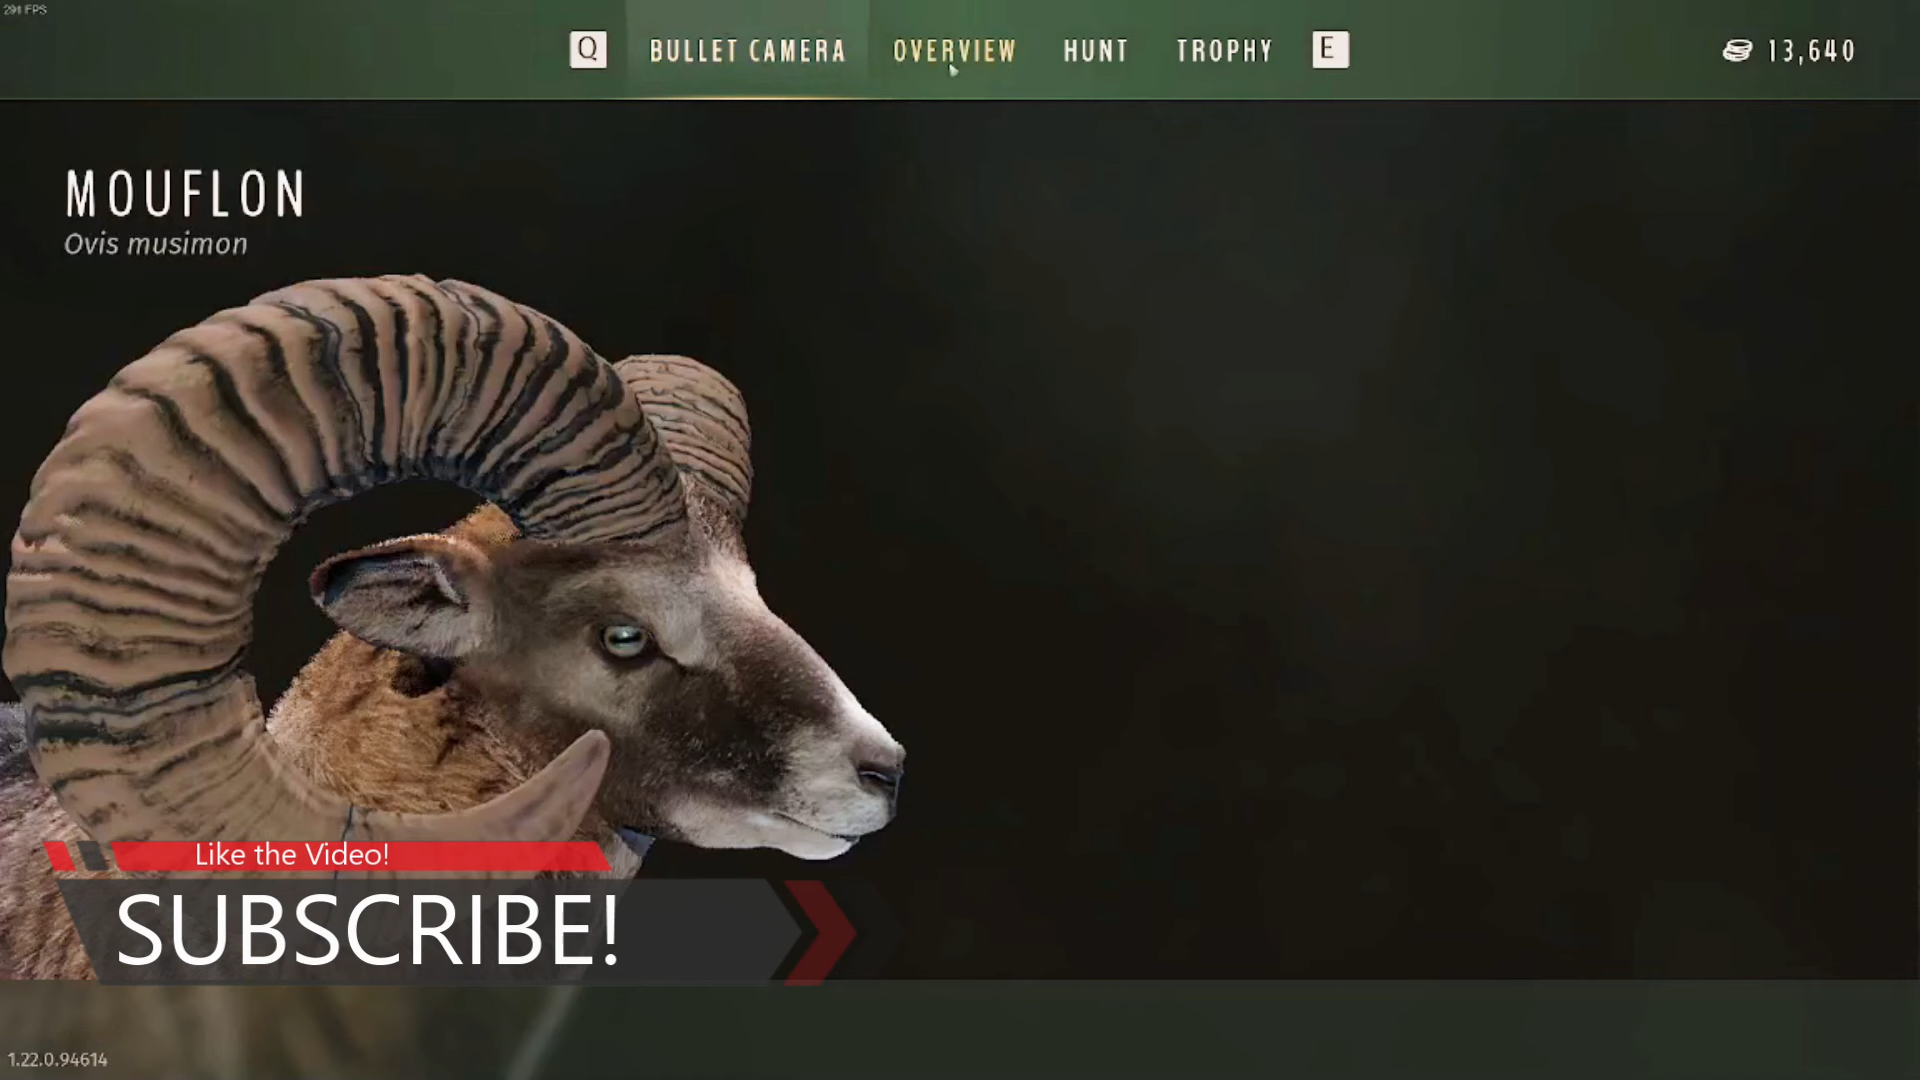 291 FPS
Q BULLET CAMERA OVERVIEW HUNT TROPHY E 13,640
MOUFLON
Ovis musimon
Like the Video!
SUBSCRIBE!
1.22.0.94614